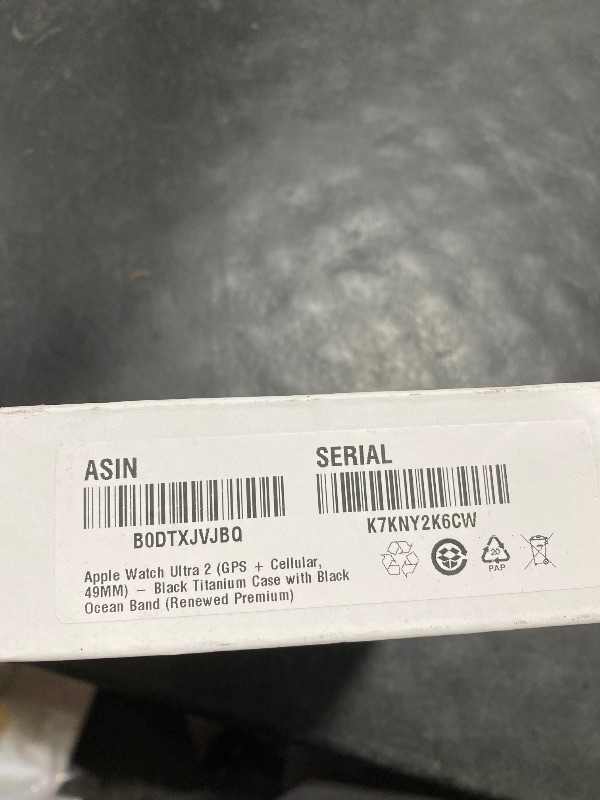 ASIN
B0DTXJVJBQ
SERIAL
K7KNY2K6CW
20
PAP
Apple Watch Ultra 2 (GPS + Cellular,
49MM) – Black Titanium Case with Black
Ocean Band (Renewed Premium)